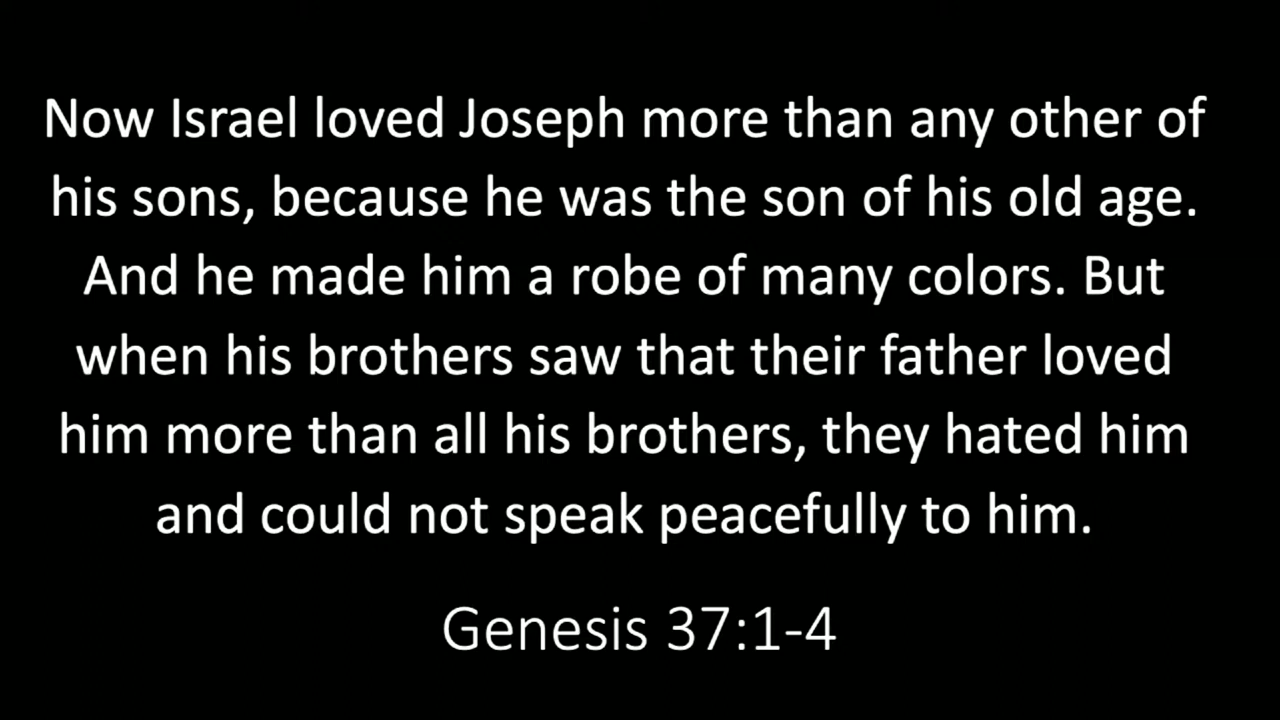 Now Israel loved Joseph more than any other of
his sons, because he was the son of his old age.
And he made him a robe of many colors. But
when his brothers saw that their father loved
him more than all his brothers, they hated him
and could not speak peacefully to him.
Genesis 37:1-4